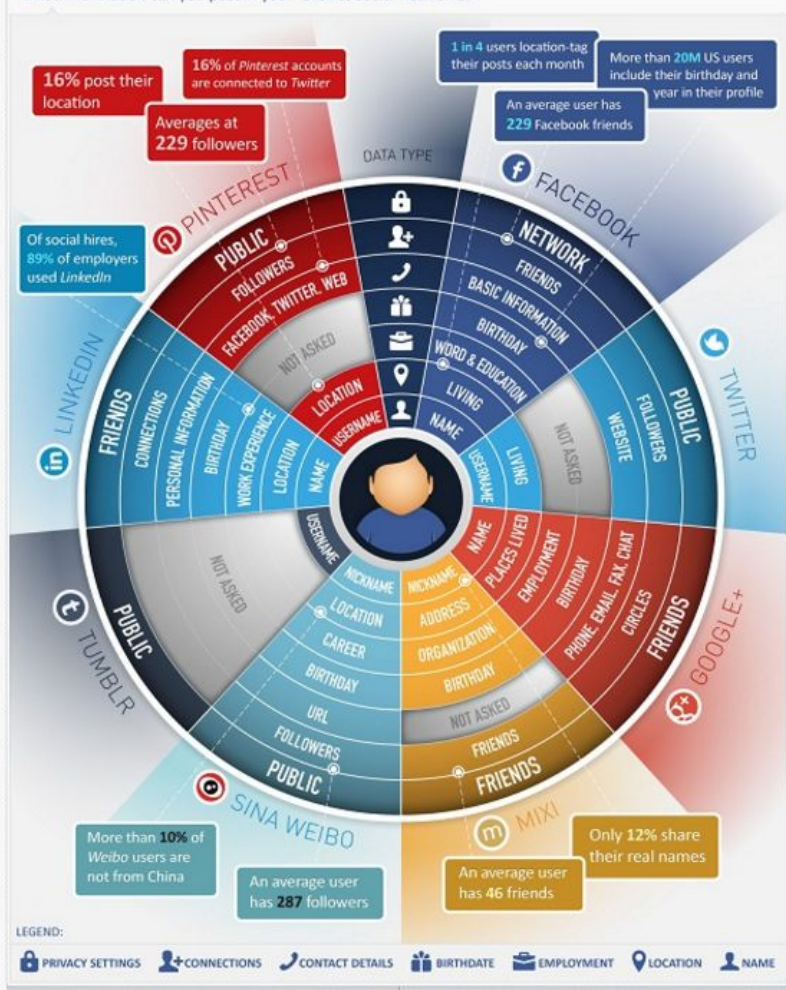 16% post their
location
16% of Pinterest accounts
are connected to Twitter
Averages at
229 followers
1 in 4 users location-tag
their posts each month
More than 20M US users
include their birthday and
year in their profile
An average user has
229 Facebook friends
Of social hires,
89% of employers
used LinkedIn
DATA TYPE
FACEBOOK
NETWORK
FRIENDS
BASIC INFORMATION
BIRTHDAY
WORD & EDUCATION
LIVING
NAME
TWITTER
PUBLIC
FOLLOWERS
WEBSITE
NOT ASKED
LIVING
USERNAME
GOOGLE+
FRIENDS
CIRCLES
PHONE, EMAIL, FAX, CHAT
BIRTHDAY
EMPLOYMENT
PLACES LIVED
NAME
MIXI
FRIENDS
FRIENDS
NOT ASKED
BIRTHDAY
ORGANIZATION
ADDRESS
NICKNAME
SINA WEIBO
PUBLIC
FOLLOWERS
URL
BIRTHDAY
CAREER
LOCATION
NICKNAME
TUMBLR
PUBLIC
NOT ASKED
USERNAME
LINKEDIN
FRIENDS
CONNECTIONS
PERSONAL INFORMATION
BIRTHDAY
WORK EXPERIENCE
LOCATION
NAME
PINTEREST
PUBLIC
FOLLOWERS
FACEBOOK, TWITTER, WEB
NOT ASKED
LOCATION
USERNAME
More than 10% of
Weibo users are
not from China
An average user
has 287 followers
An average user
has 46 friends
Only 12% share
their real names
LEGEND:
PRIVACY SETTINGS CONNECTIONS CONTACT DETAILS BIRTHDATE EMPLOYMENT LOCATION NAME